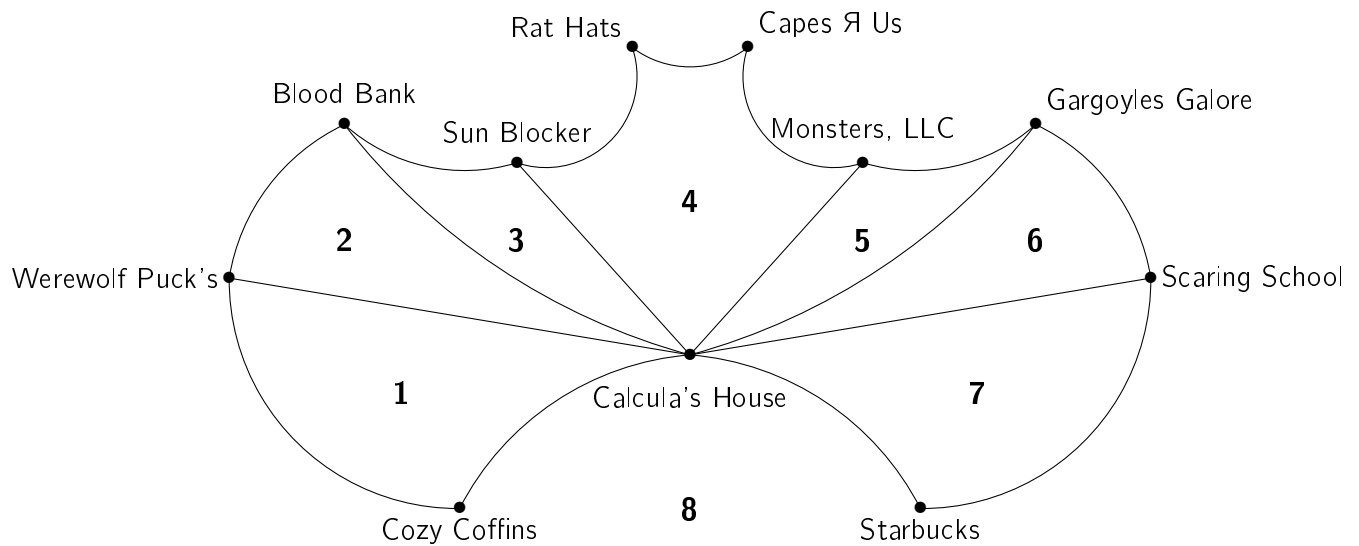 Rat Hats
Capes Я Us
Blood Bank
Gargoyles Galore
Sun Blocker
Monsters, LLC
4
2
3
5
6
Werewolf Puck's
Scaring School
1
7
Calcula's House
8
Cozy Coffins
Starbucks